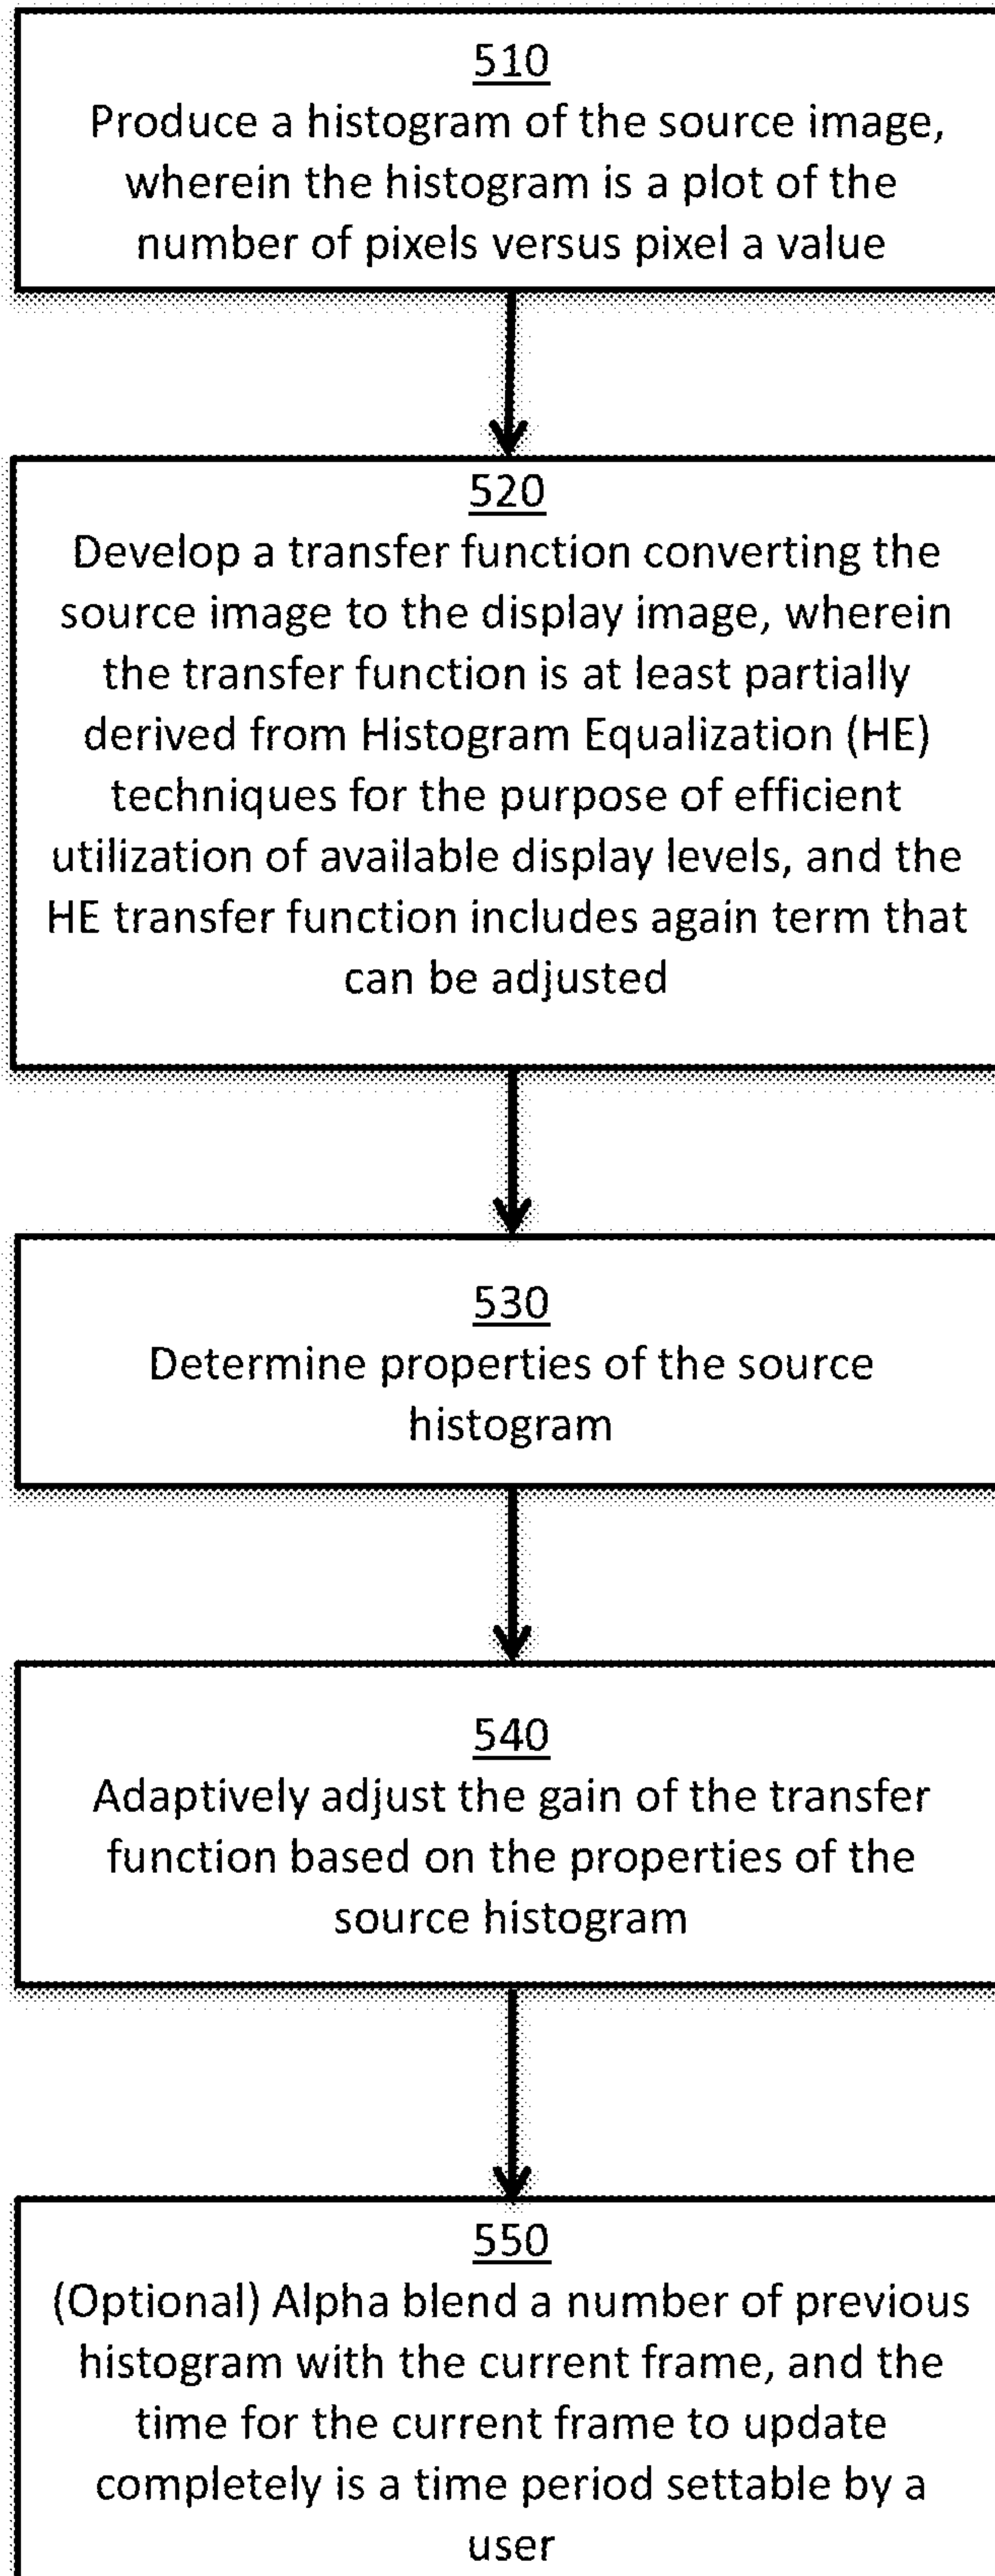 510
Produce a histogram of the source image,
wherein the histogram is a plot of the
number of pixels versus pixel a value
520
Develop a transfer function converting the
source image to the display image, wherein
the transfer function is at least partially
derived from Histogram Equalization (HE)
techniques for the purpose of efficient
utilization of available display levels, and the
HE transfer function includes again term that
can be adjusted
530
Determine properties of the source
histogram
540
Adaptively adjust the gain of the transfer
function based on the properties of the
source histogram
550
(Optional) Alpha blend a number of previous
histogram with the current frame, and the
time for the current frame to update
completely is a time period settable by a
user